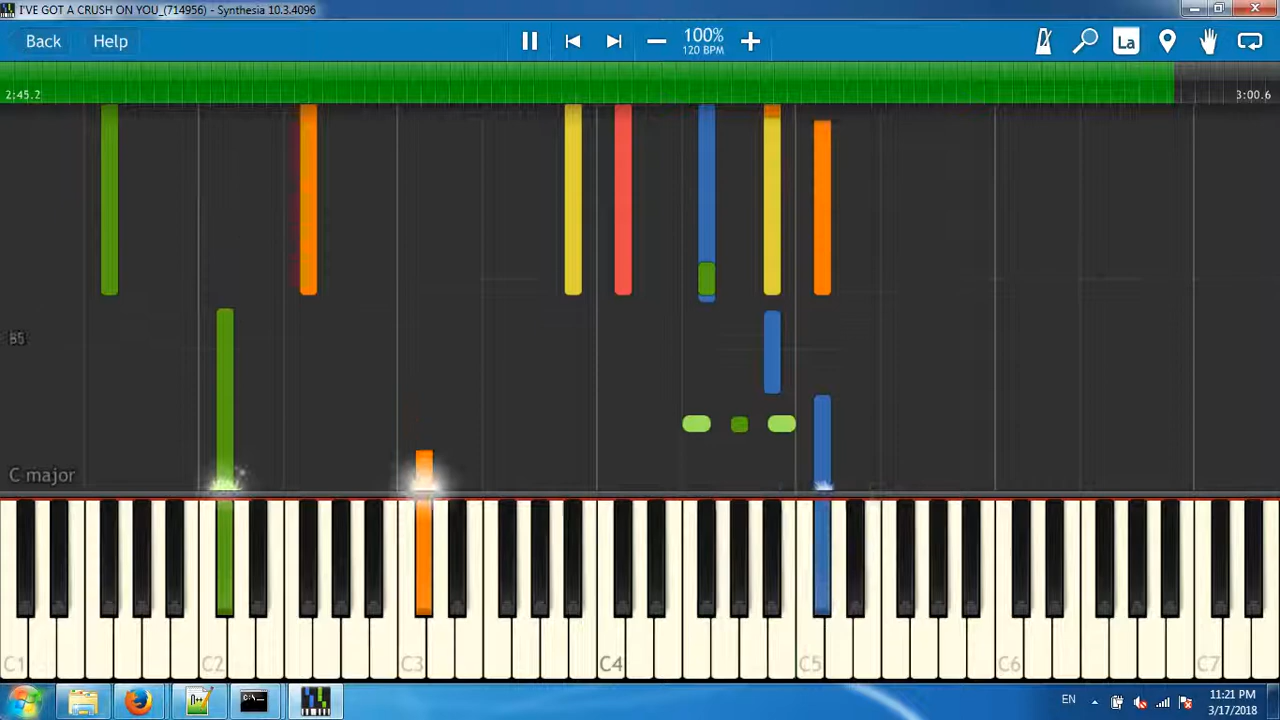 I'VE GOT A CRUSH ON YOU_(714956) - Synthesia 10.3.4096
Back
Help
100%
120 BPM
La
2:45.2
3:00.6
B5
C major
C1
C2
C3
C4
C5
C6
C7
EN
11:21 PM
3/17/2018